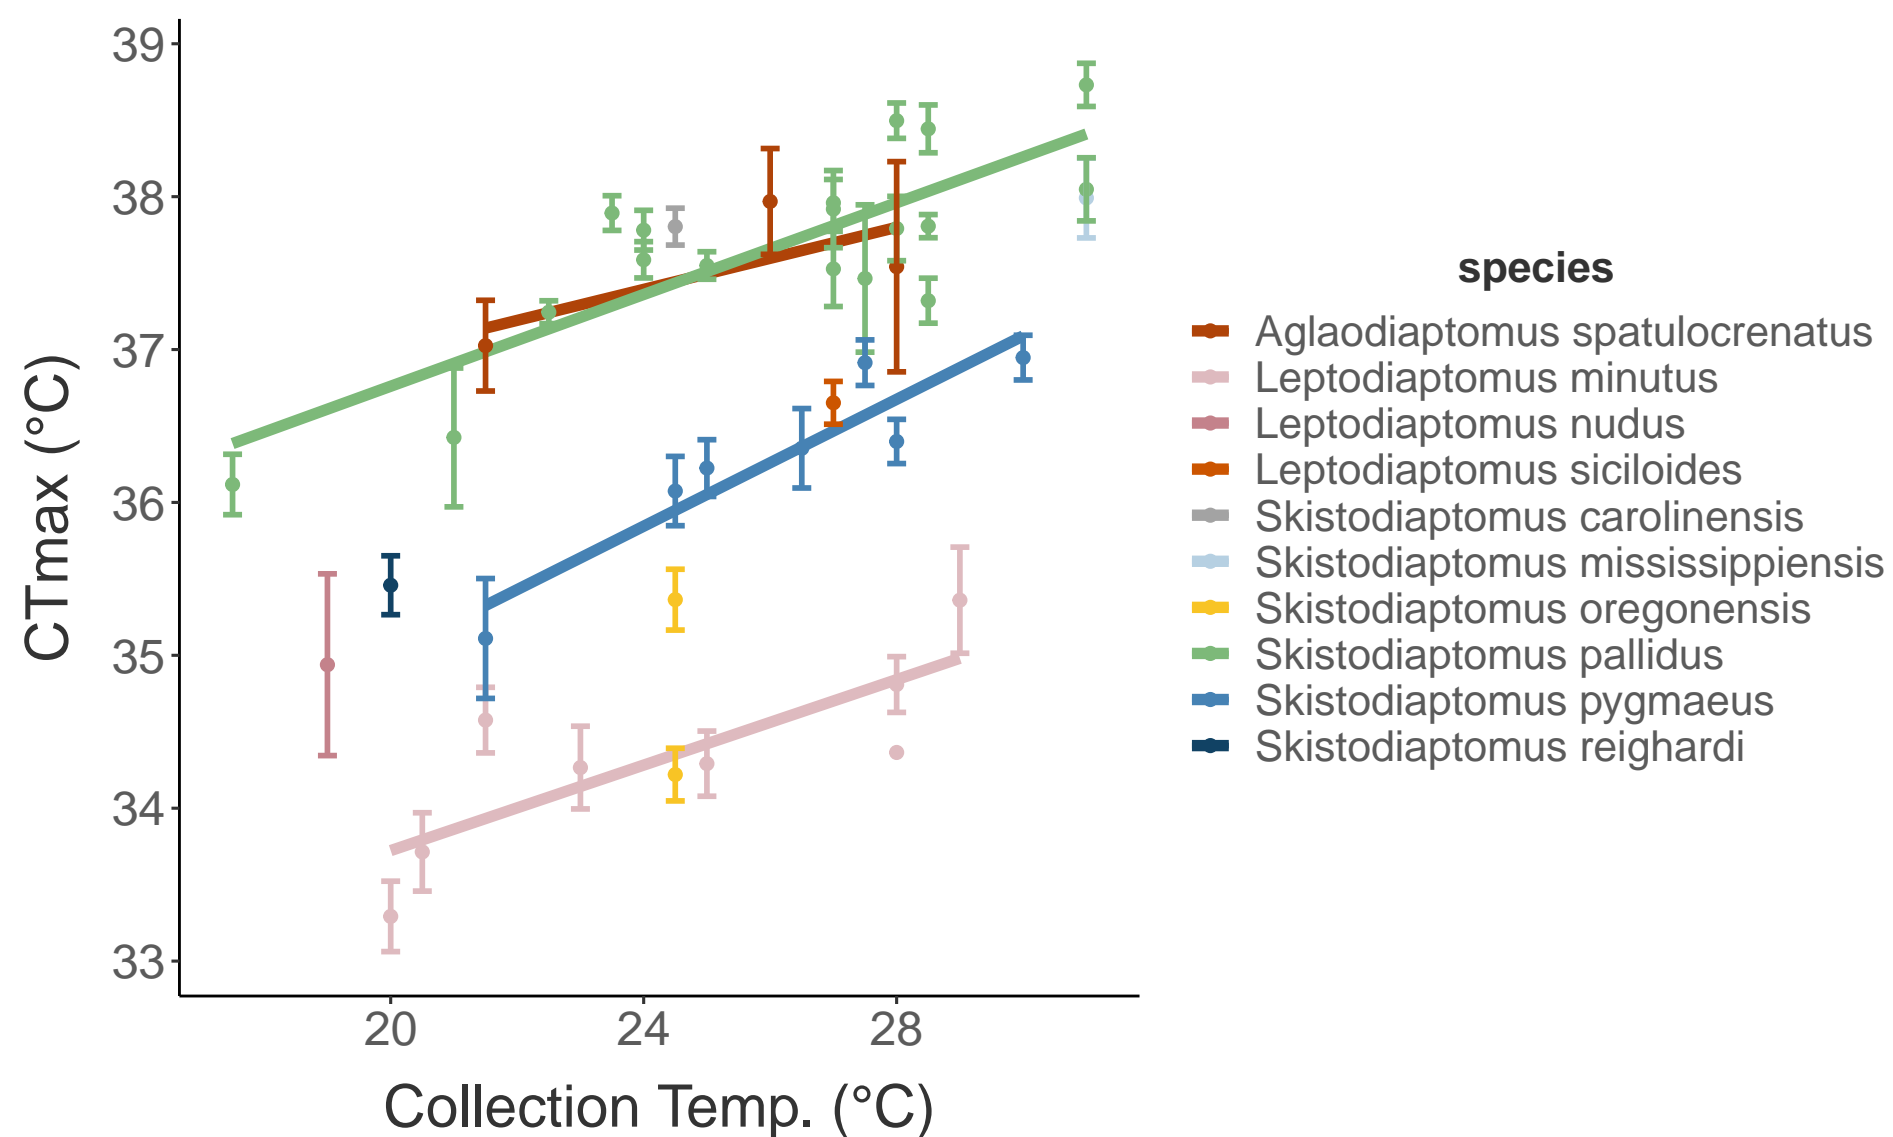 39
38
37
36
35
34
33
CTmax (°C)
20 24 28
Collection Temp. (°C)
species
Aglaodiaptomus spatulocrenatus
Leptodiaptomus minutus
Leptodiaptomus nudus
Leptodiaptomus siciloides
Skistodiaptomus carolinensis
Skistodiaptomus mississippiensis
Skistodiaptomus oregonensis
Skistodiaptomus pallidus
Skistodiaptomus pygmaeus
Skistodiaptomus reighardi